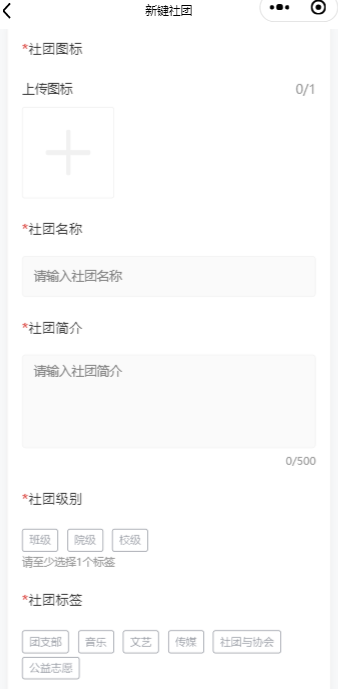 新键社团
*社团图标
上传图标 0/1
*社团名称
请输入社团名称
*社团简介
请输入社团简介
0/500
*社团级别
班级 院级 校级
请至少选择1个标签
*社团标签
团支部 音乐 文艺 传媒 社团与协会
公益志愿